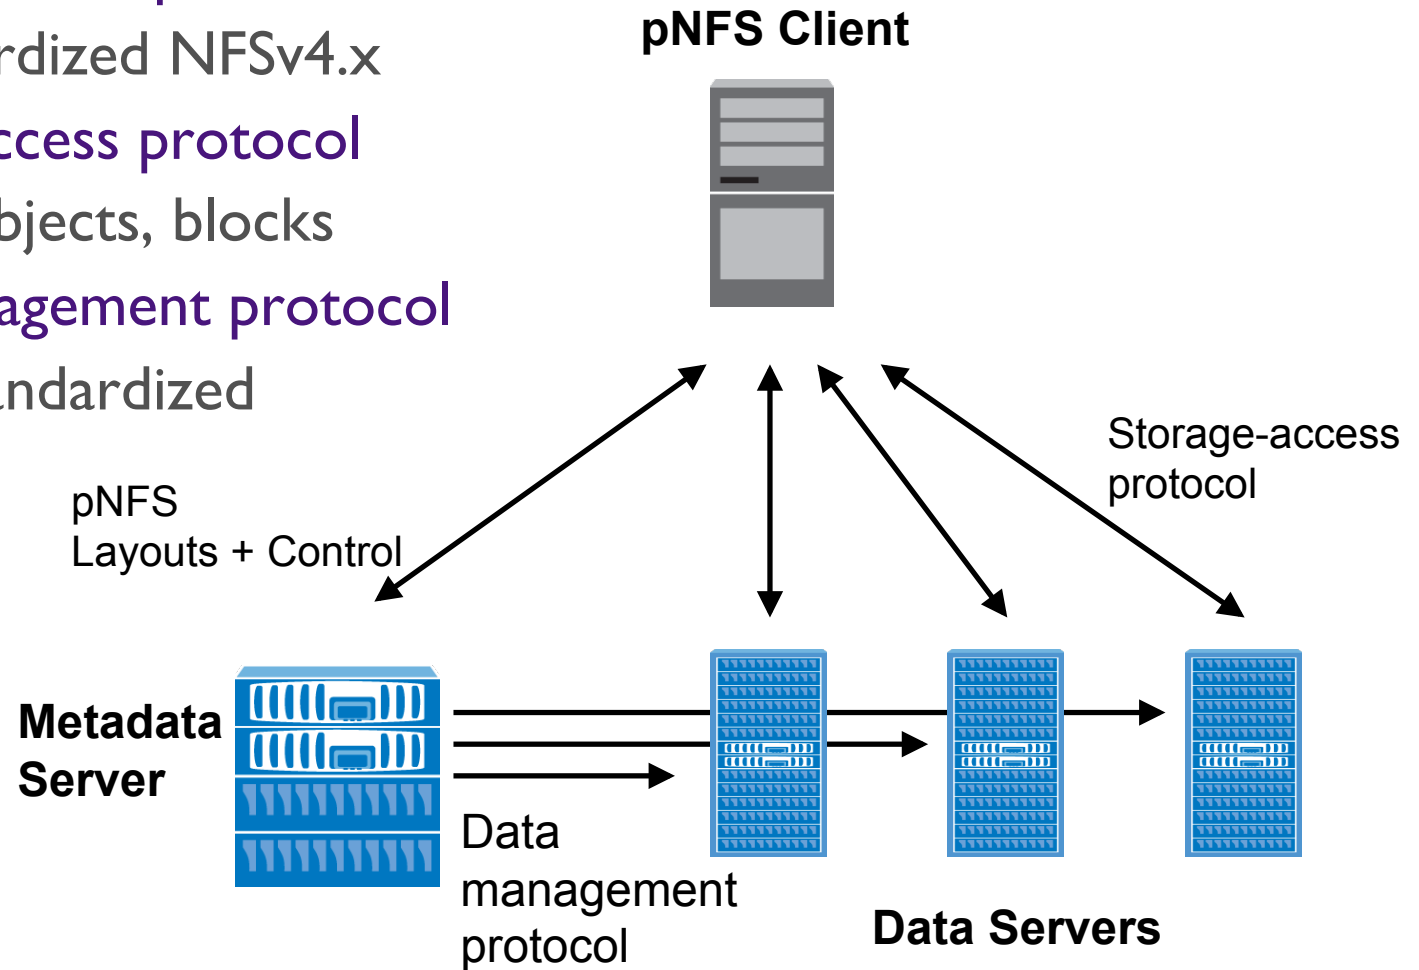 p
rdized NFSv4.x
ccess protocol
bjects, blocks
agement protocol
andardized
pNFS Client
Storage-access
protocol
pNFS
Layouts + Control
Metadata
Server
Data
management
protocol
Data Servers